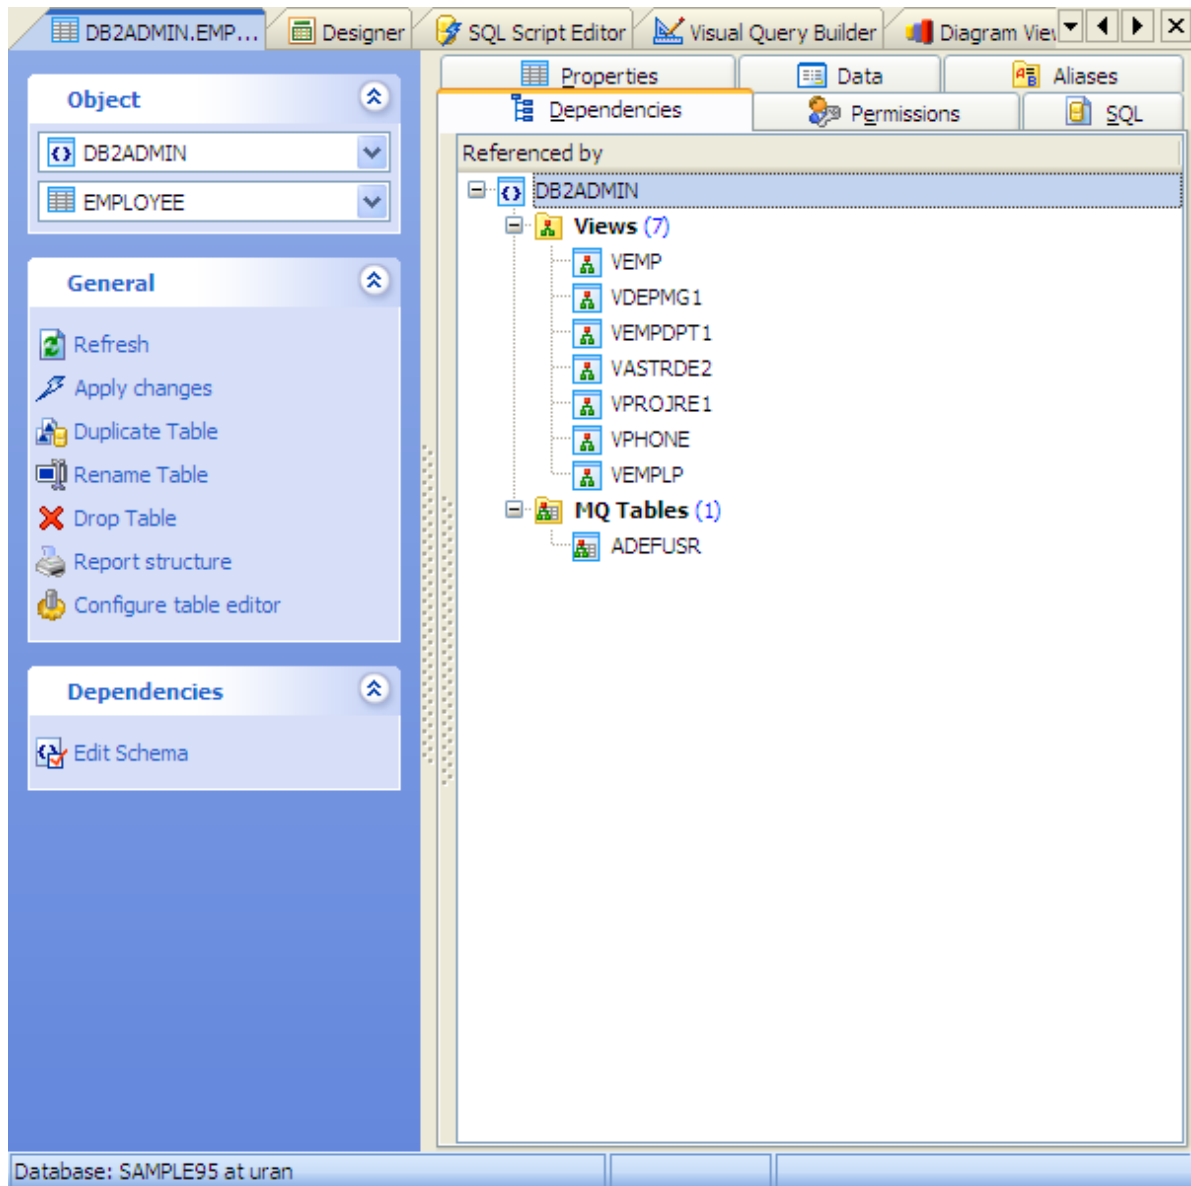 DB2ADMIN.EMP... Designer SQL Script Editor Visual Query Builder Diagram View
Properties Data Aliases
Dependencies Permissions SQL
Object
DB2ADMIN
EMPLOYEE
General
Refresh
Apply changes
Duplicate Table
Rename Table
Drop Table
Report structure
Configure table editor
Dependencies
Edit Schema
Referenced by
DB2ADMIN
Views (7)
VEMP
VDEPMG1
VEMPDPT1
VASTRDE2
VPROJRE1
VPHONE
VEMPLP
MQ Tables (1)
ADEFUSR
Database: SAMPLE95 at uran